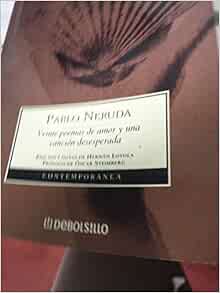 PABLO NERUDA
Veinte poemas de amor y una
canción desesperada
EDICIÓN Y NOTAS DE HERNÁN LOYOLA
PRÓLOGO DE ÓSCAR STEIMBERG
CONTEMPORÁNEA
DEBOLSILLO